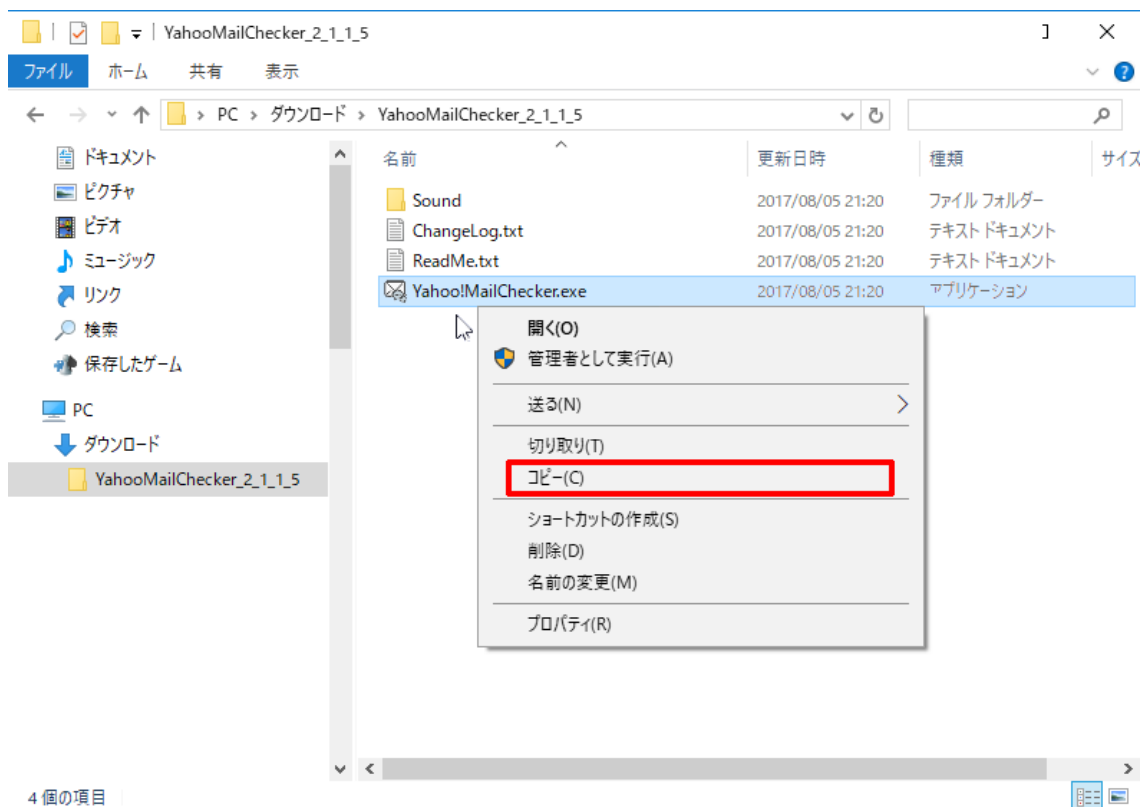 YahooMailChecker_2_1_1_5
ファイル ホーム 共有 表示
PC ダウンロード YahooMailChecker_2_1_1_5
ドキュメント
ピクチャ
ビデオ
ミュージック
リンク
検索
保存したゲーム
PC
ダウンロード
YahooMailChecker_2_1_1_5
名前 更新日時 種類 サイズ
Sound 2017/08/05 21:20 ファイル フォルダー
ChangeLog.txt 2017/08/05 21:20 テキスト ドキュメント
ReadMe.txt 2017/08/05 21:20 テキスト ドキュメント
Yahoo!MailChecker.exe 2017/08/05 21:20 アプリケーション
開く(O)
管理者として実行(A)
送る(N)
切り取り(T)
コピー(C)
ショートカットの作成(S)
削除(D)
名前の変更(M)
プロパティ(R)
4 個の項目